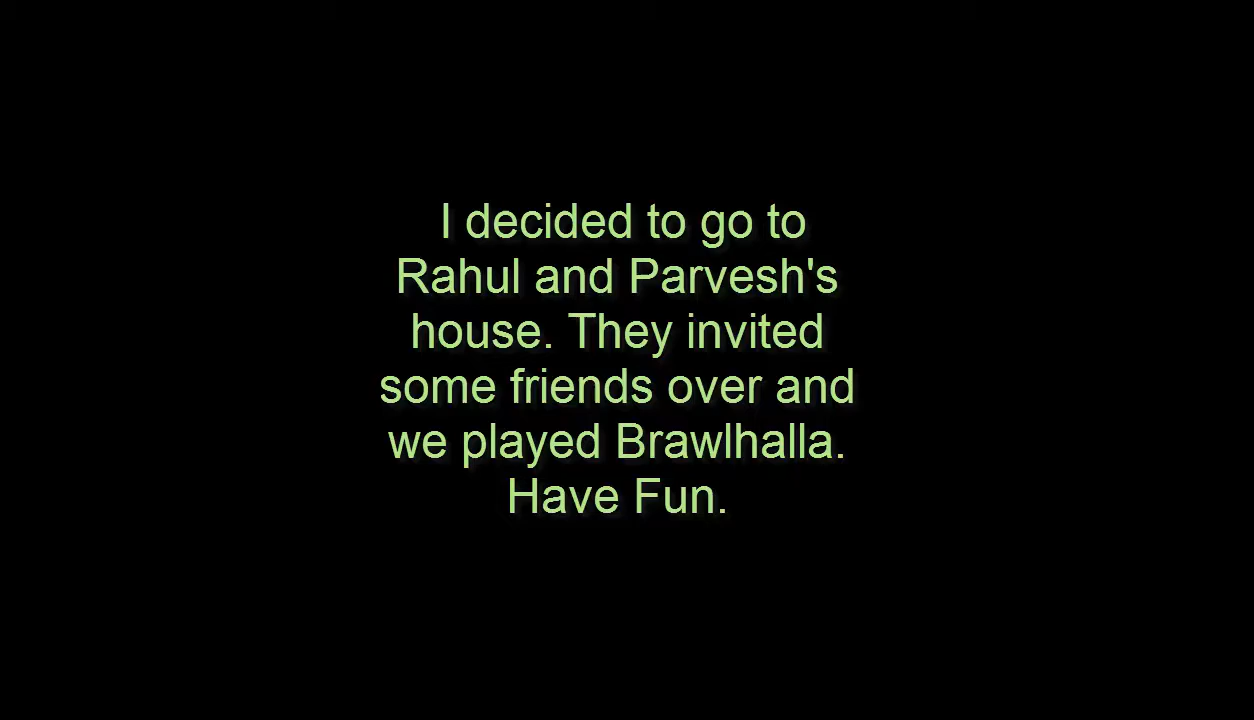 I decided to go to
Rahul and Parvesh's
house. They invited
some friends over and
we played Brawlhalla.
Have Fun.